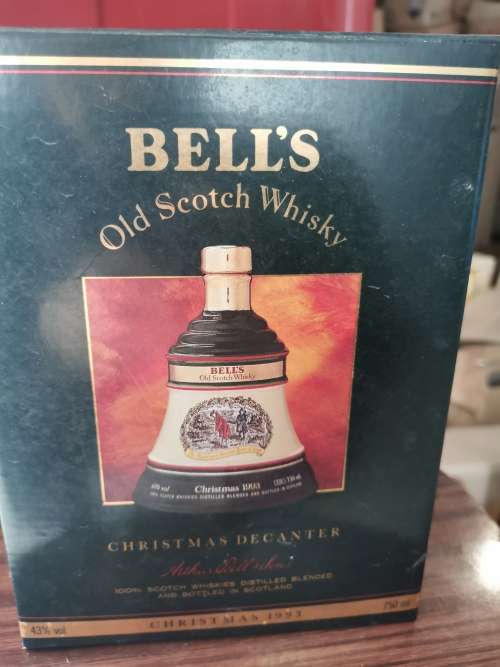 BELL'S
Old Scotch Whisky
BELL'S
Old Scotch Whisky
Christmas 1993
CHRISTMAS DECANTER
Arthur Bell & Sons
100% SCOTCH WHISKIES DISTILLED BLENDED
AND BOTTLED IN SCOTLAND
43% vol
CHRISTMAS 1993
750 ml